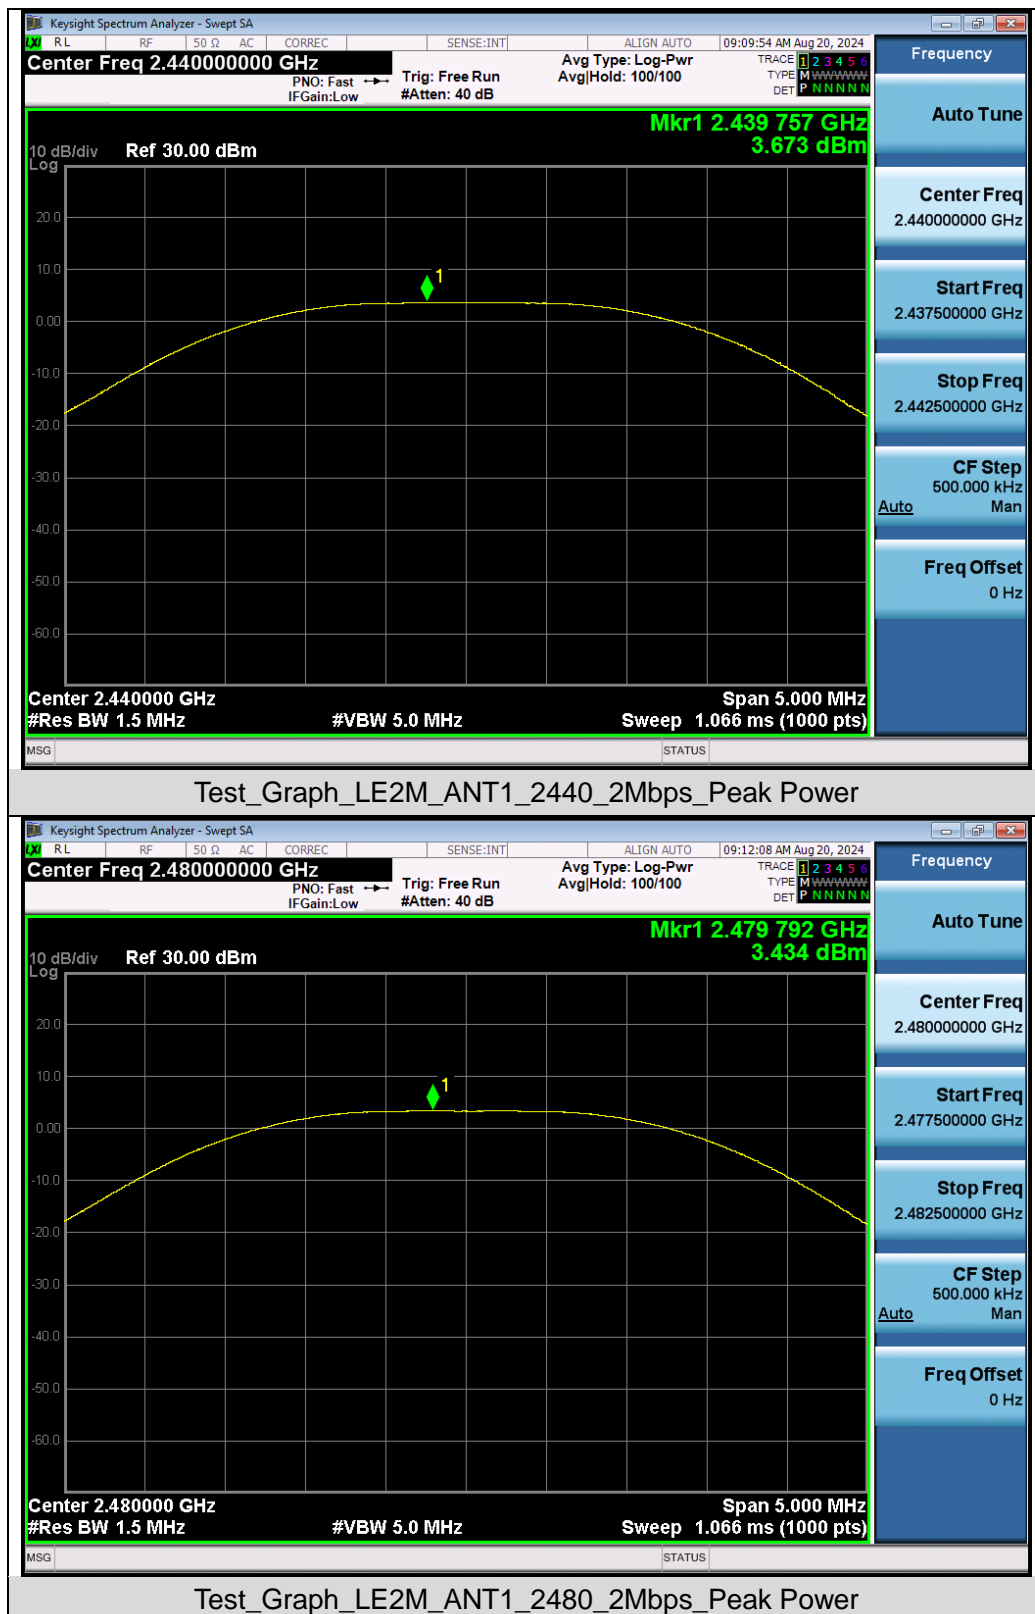 Keysight Spectrum Analyzer - Swept SA
LXI RL RF 50 Ω AC CORREC SENSE:INT ALIGN AUTO 09:09:54 AM Aug 20, 2024
Center Freq 2.440000000 GHz
PNO: Fast
IFGain:Low
Trig: Free Run
#Atten: 40 dB
Avg Type: Log-Pwr
Avg|Hold: 100/100
TRACE 1 2 3 4 5 6
TYPE M WWWWW
DET P N N N N N
Mkr1 2.439 757 GHz
3.673 dBm
10 dB/div Ref 30.00 dBm
Log
20.0
10.0
0.00
-10.0
-20.0
-30.0
-40.0
-50.0
-60.0
1
Center 2.440000 GHz Span 5.000 MHz
#Res BW 1.5 MHz #VBW 5.0 MHz Sweep 1.066 ms (1000 pts)
MSG STATUS
Frequency
Auto Tune
Center Freq
2.440000000 GHz
Start Freq
2.437500000 GHz
Stop Freq
2.442500000 GHz
CF Step
500.000 kHz
Auto Man
Freq Offset
0 Hz
Test_Graph_LE2M_ANT1_2440_2Mbps_Peak Power
Keysight Spectrum Analyzer - Swept SA
LXI RL RF 50 Ω AC CORREC SENSE:INT ALIGN AUTO 09:12:08 AM Aug 20, 2024
Center Freq 2.480000000 GHz
PNO: Fast
IFGain:Low
Trig: Free Run
#Atten: 40 dB
Avg Type: Log-Pwr
Avg|Hold: 100/100
TRACE 1 2 3 4 5 6
TYPE M WWWWW
DET P N N N N N
Mkr1 2.479 792 GHz
3.434 dBm
10 dB/div Ref 30.00 dBm
Log
20.0
10.0
0.00
-10.0
-20.0
-30.0
-40.0
-50.0
-60.0
1
Center 2.480000 GHz Span 5.000 MHz
#Res BW 1.5 MHz #VBW 5.0 MHz Sweep 1.066 ms (1000 pts)
MSG STATUS
Frequency
Auto Tune
Center Freq
2.480000000 GHz
Start Freq
2.477500000 GHz
Stop Freq
2.482500000 GHz
CF Step
500.000 kHz
Auto Man
Freq Offset
0 Hz
Test_Graph_LE2M_ANT1_2480_2Mbps_Peak Power